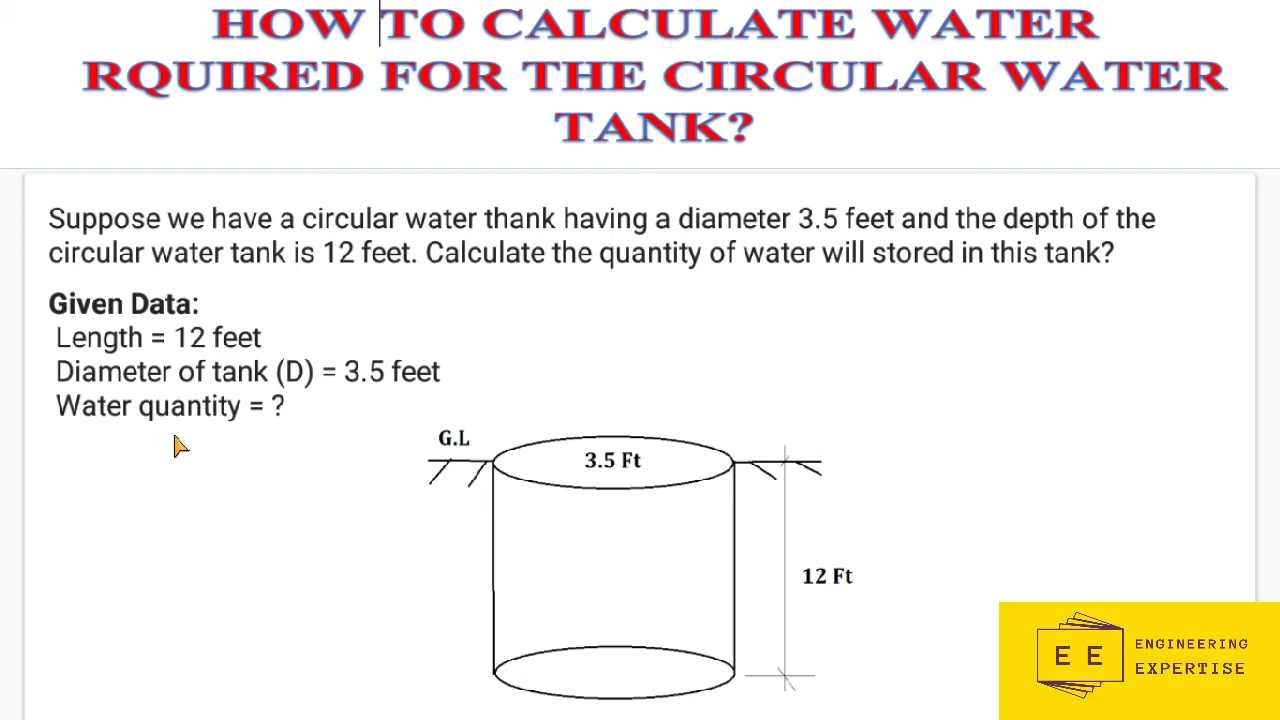 HOW TO CALCULATE WATER
RQUIRED FOR THE CIRCULAR WATER
TANK?
Suppose we have a circular water thank having a diameter 3.5 feet and the depth of the
circular water tank is 12 feet. Calculate the quantity of water will stored in this tank?
Given Data:
Length = 12 feet
Diameter of tank (D) = 3.5 feet
Water quantity = ?
G.L
3.5 Ft
12 Ft
E E
ENGINEERING
EXPERTISE